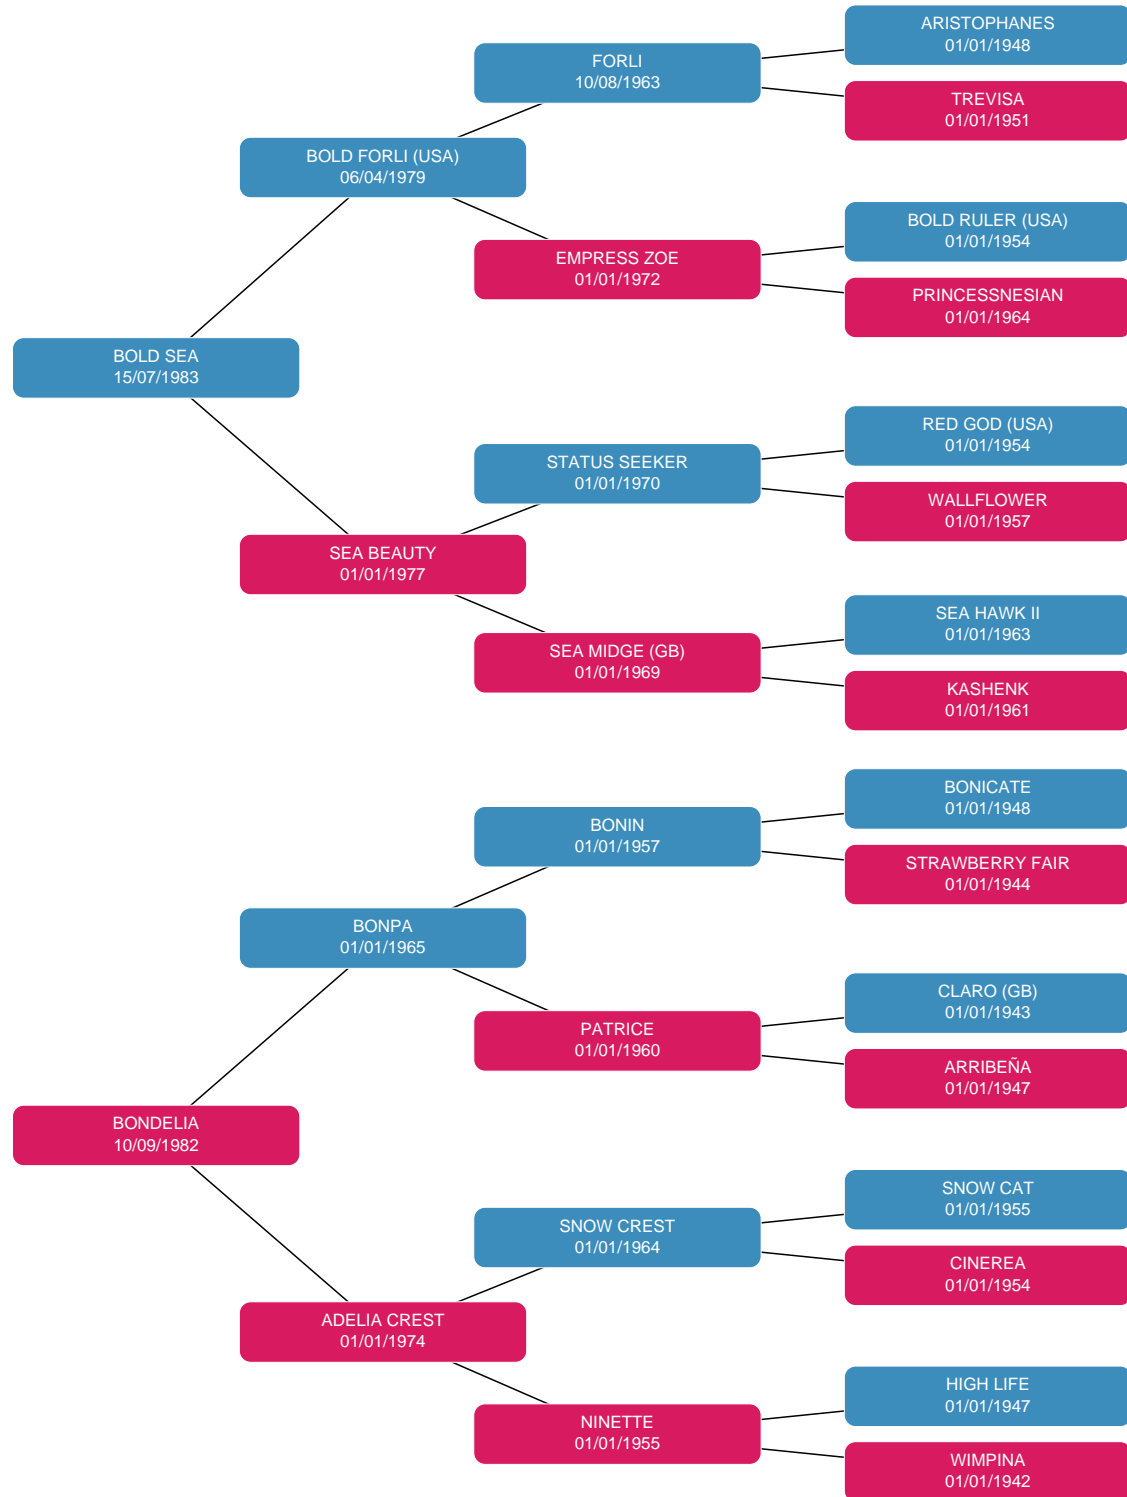 ARISTOPHANES
01/01/1948
FORLI
10/08/1963
TREVISA
01/01/1951
BOLD FORLI (USA)
06/04/1979
BOLD RULER (USA)
01/01/1954
EMPRESS ZOE
01/01/1972
PRINCESSNESIAN
01/01/1964
BOLD SEA
15/07/1983
RED GOD (USA)
01/01/1954
STATUS SEEKER
01/01/1970
WALLFLOWER
01/01/1957
SEA BEAUTY
01/01/1977
SEA HAWK II
01/01/1963
SEA MIDGE (GB)
01/01/1969
KASHENK
01/01/1961
BONICATE
01/01/1948
BONIN
01/01/1957
STRAWBERRY FAIR
01/01/1944
BONPA
01/01/1965
CLARO (GB)
01/01/1943
PATRICE
01/01/1960
ARRIBEÑA
01/01/1947
BONDELIA
10/09/1982
SNOW CAT
01/01/1955
SNOW CREST
01/01/1964
CINEREA
01/01/1954
ADELIA CREST
01/01/1974
HIGH LIFE
01/01/1947
NINETTE
01/01/1955
WIMPINA
01/01/1942